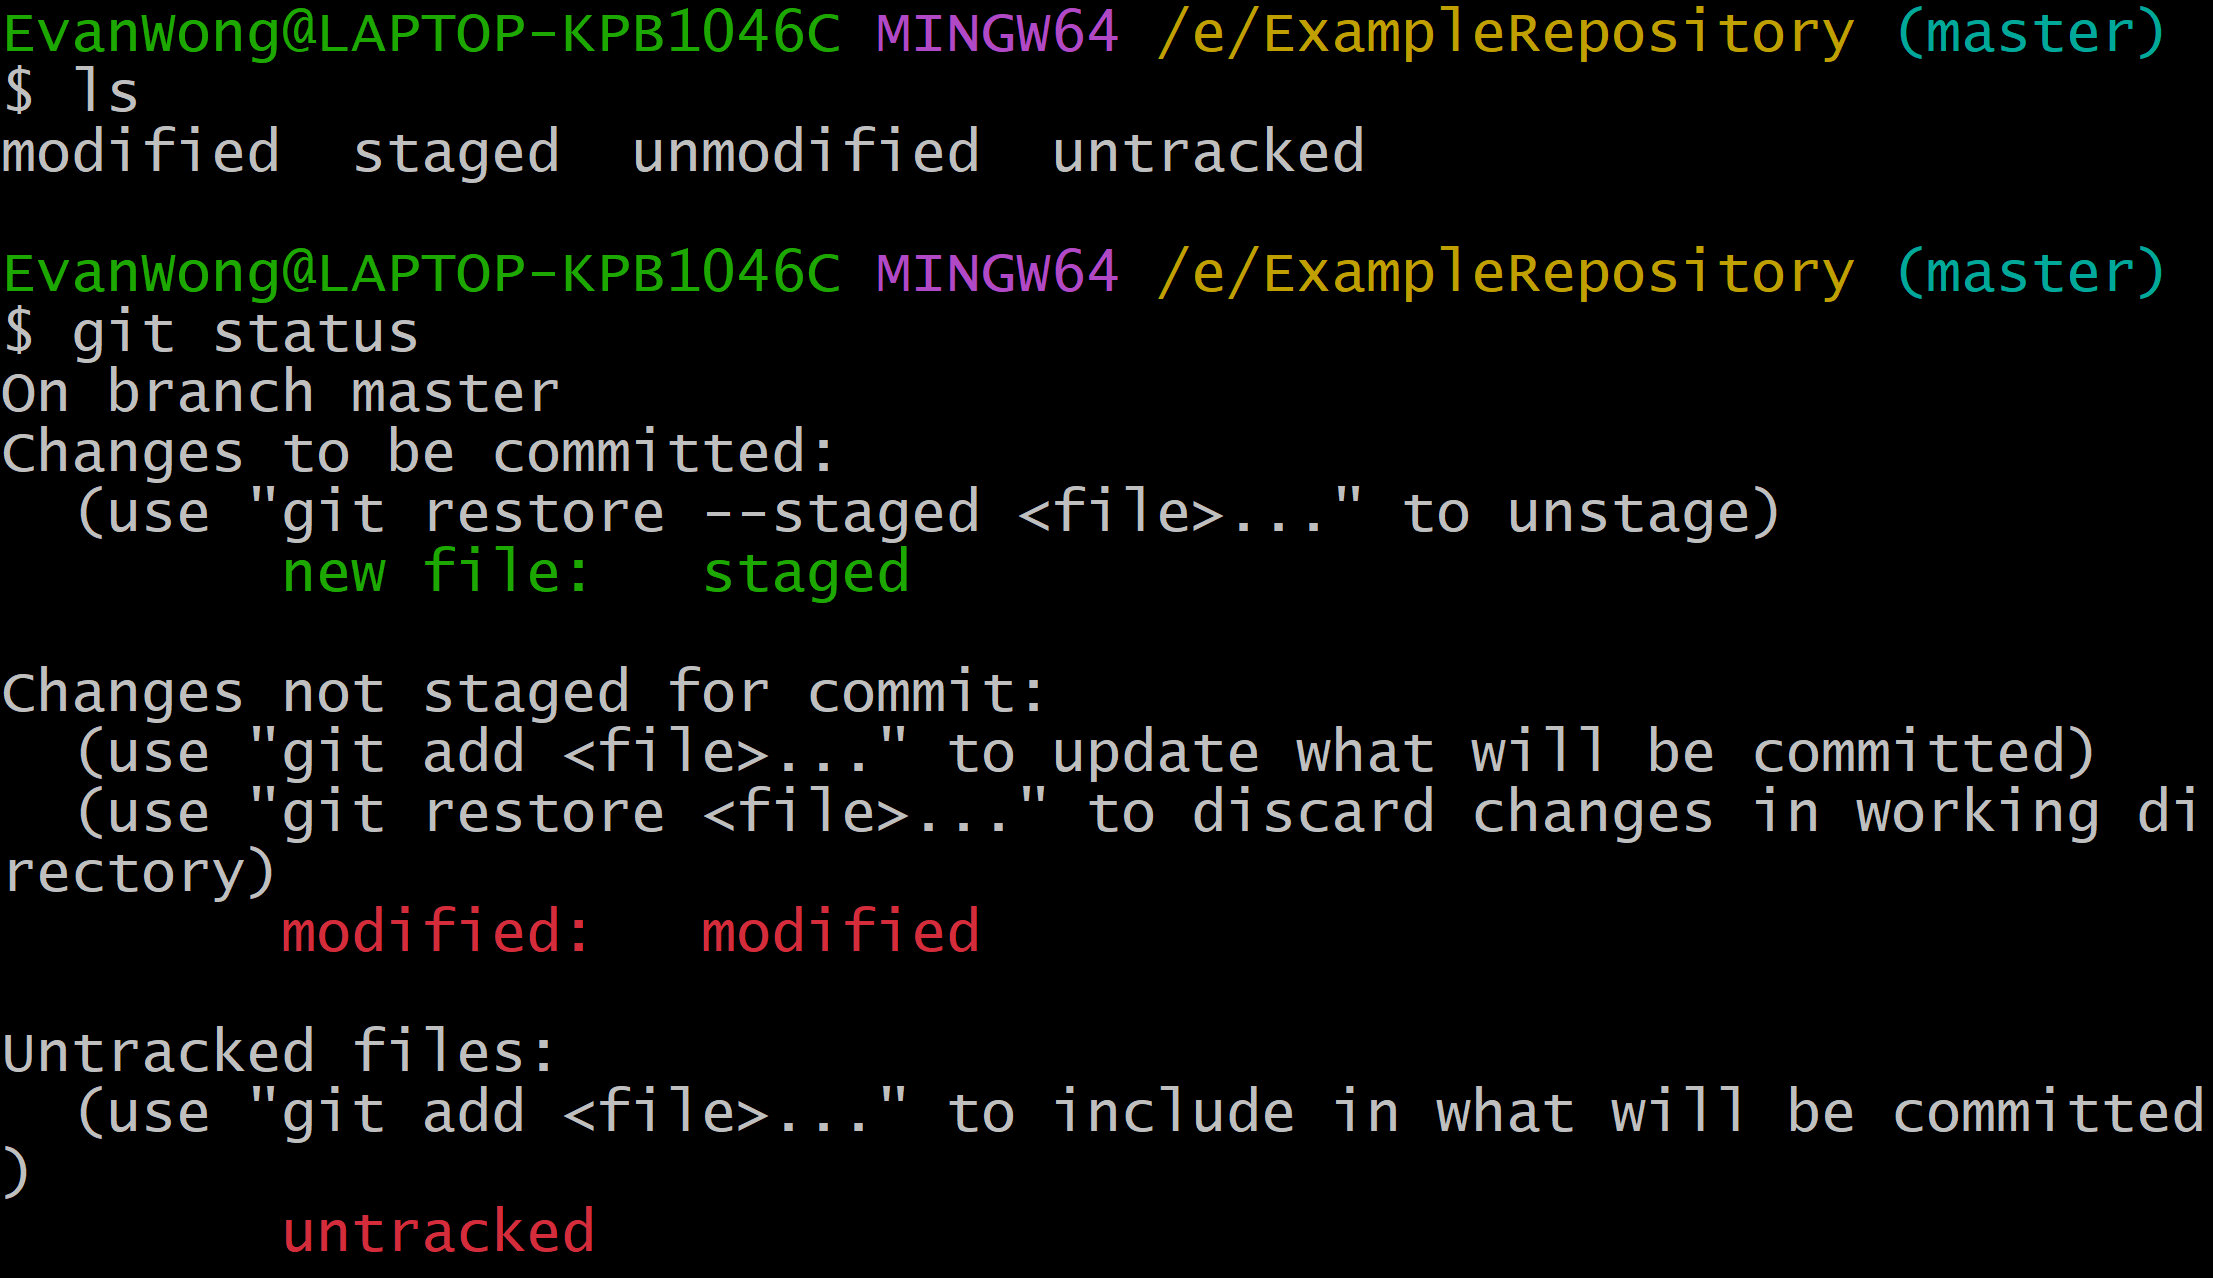 EvanWong@LAPTOP-KPB1046C MINGW64 /e/ExampleRepository (master)
$ ls
modified  staged  unmodified  untracked
EvanWong@LAPTOP-KPB1046C MINGW64 /e/ExampleRepository (master)
$ git status
On branch master
Changes to be committed:
  (use "git restore --staged <file>..." to unstage)
        new file:   staged
Changes not staged for commit:
  (use "git add <file>..." to update what will be committed)
  (use "git restore <file>..." to discard changes in working di
rectory)
        modified:   modified
Untracked files:
  (use "git add <file>..." to include in what will be committed
)
        untracked